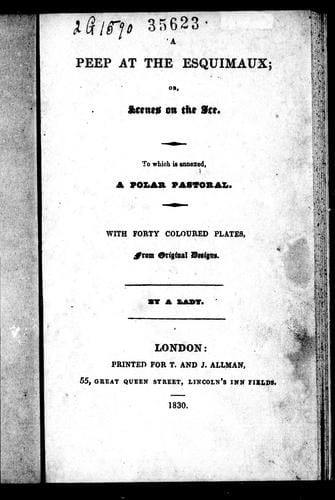 2G1590 35623
A
PEEP AT THE ESQUIMAUX;
OR,
Scenes on the Ice.
To which is annexed,
A POLAR PASTORAL.
WITH FORTY COLOURED PLATES,
From Original Designs.
BY A LADY.
LONDON:
PRINTED FOR T. AND J. ALLMAN,
55, GREAT QUEEN STREET, LINCOLN'S INN FIELDS.
1830.